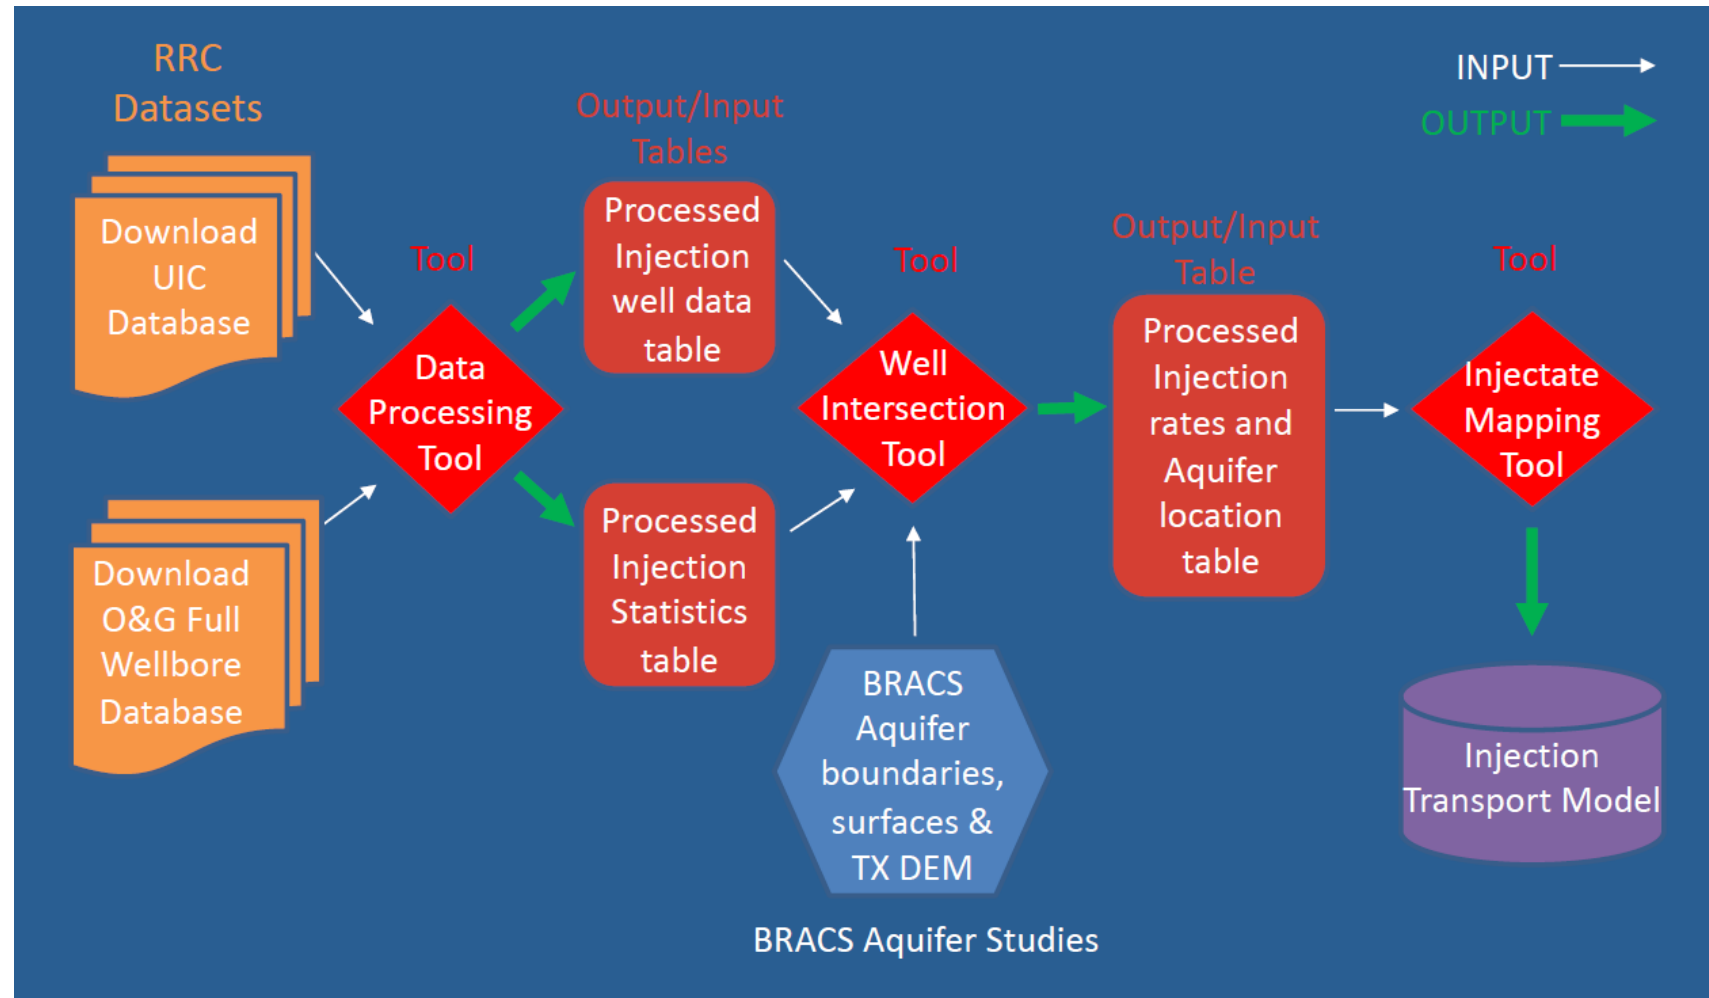 RRC
Datasets
Download
UIC
Database
Download
O&G Full
Wellbore
Database
Tool
Data
Processing
Tool
Output/Input
Tables
Processed
Injection
well data
table
Processed
Injection
Statistics
table
Tool
Well
Intersection
Tool
BRACS
Aquifer
boundaries,
surfaces &
TX DEM
BRACS Aquifer Studies
Output/Input
Table
Processed
Injection
rates and
Aquifer
location
table
INPUT
OUTPUT
Tool
Injectate
Mapping
Tool
Injection
Transport Model